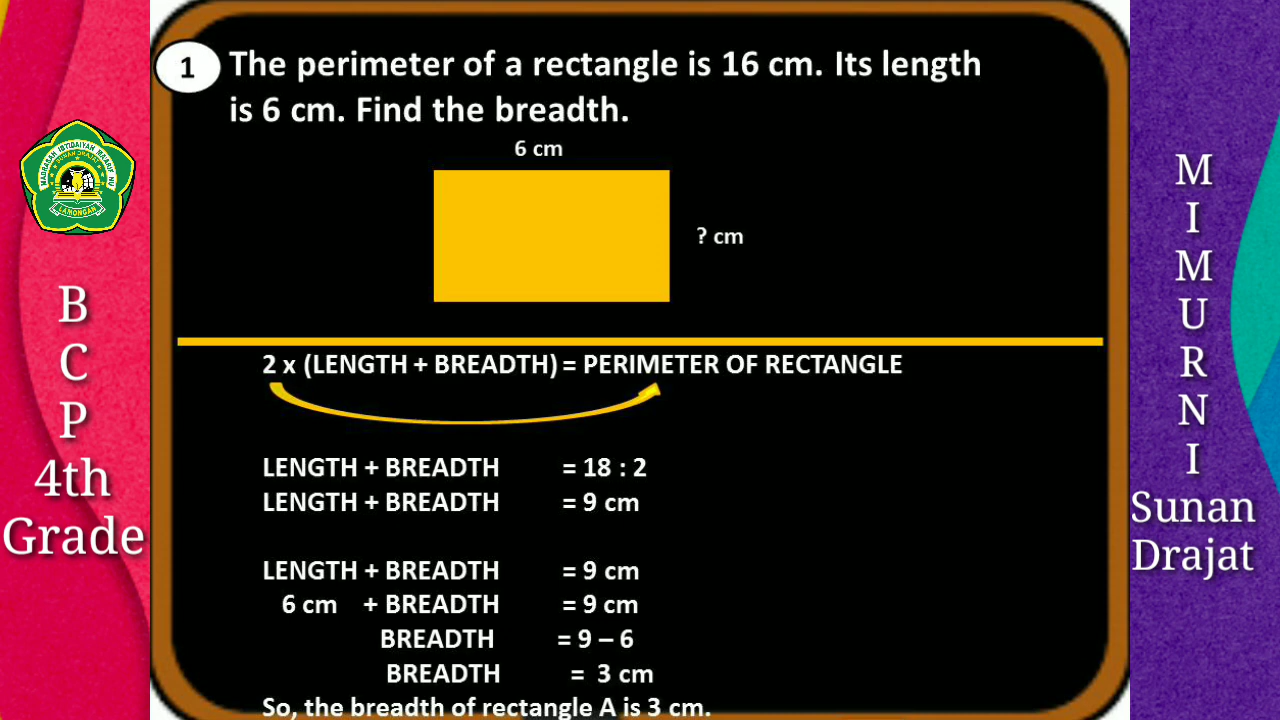 1 The perimeter of a rectangle is 16 cm. Its length
is 6 cm. Find the breadth.
6 cm
? cm
2 x (LENGTH + BREADTH) = PERIMETER OF RECTANGLE
LENGTH + BREADTH = 18 : 2
LENGTH + BREADTH = 9 cm
LENGTH + BREADTH = 9 cm
6 cm + BREADTH = 9 cm
BREADTH = 9 – 6
BREADTH = 3 cm
So, the breadth of rectangle A is 3 cm.
B
C
P
4th
Grade
M
I
M
U
R
N
I
Sunan
Drajat
SUNAN DRAJAT
LAMONGAN